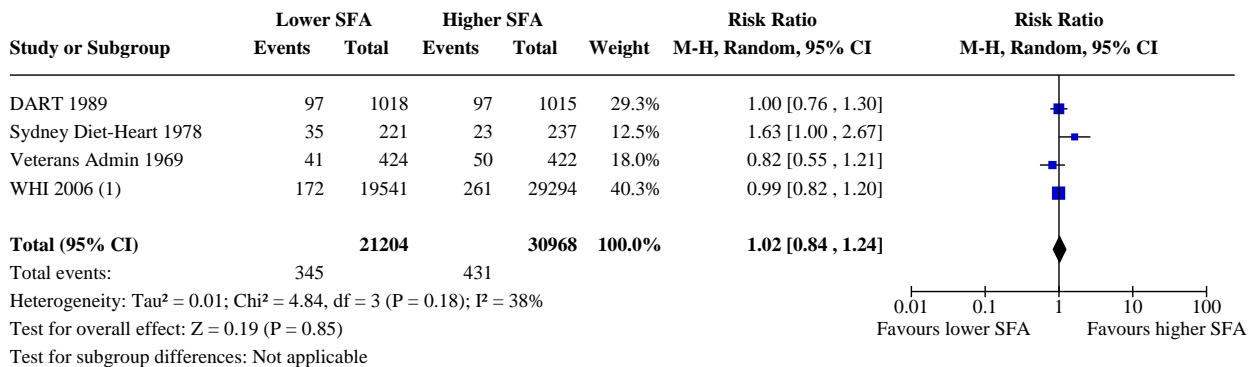 Lower SFA Higher SFA Risk Ratio Risk Ratio
Study or Subgroup Events Total Events Total Weight M-H, Random, 95% CI M-H, Random, 95% CI
DART 1989 97 1018 97 1015 29.3% 1.00 [0.76 , 1.30]
Sydney Diet-Heart 1978 35 221 23 237 12.5% 1.63 [1.00 , 2.67]
Veterans Admin 1969 41 424 50 422 18.0% 0.82 [0.55 , 1.21]
WHI 2006 (1) 172 19541 261 29294 40.3% 0.99 [0.82 , 1.20]
Total (95% CI) 21204 30968 100.0% 1.02 [0.84 , 1.24]
Total events: 345 431
Heterogeneity: Tau² = 0.01; Chi² = 4.84, df = 3 (P = 0.18); I² = 38%
0.01 0.1 1 10 100
Test for overall effect: Z = 0.19 (P = 0.85)
Favours lower SFA Favours higher SFA
Test for subgroup differences: Not applicable